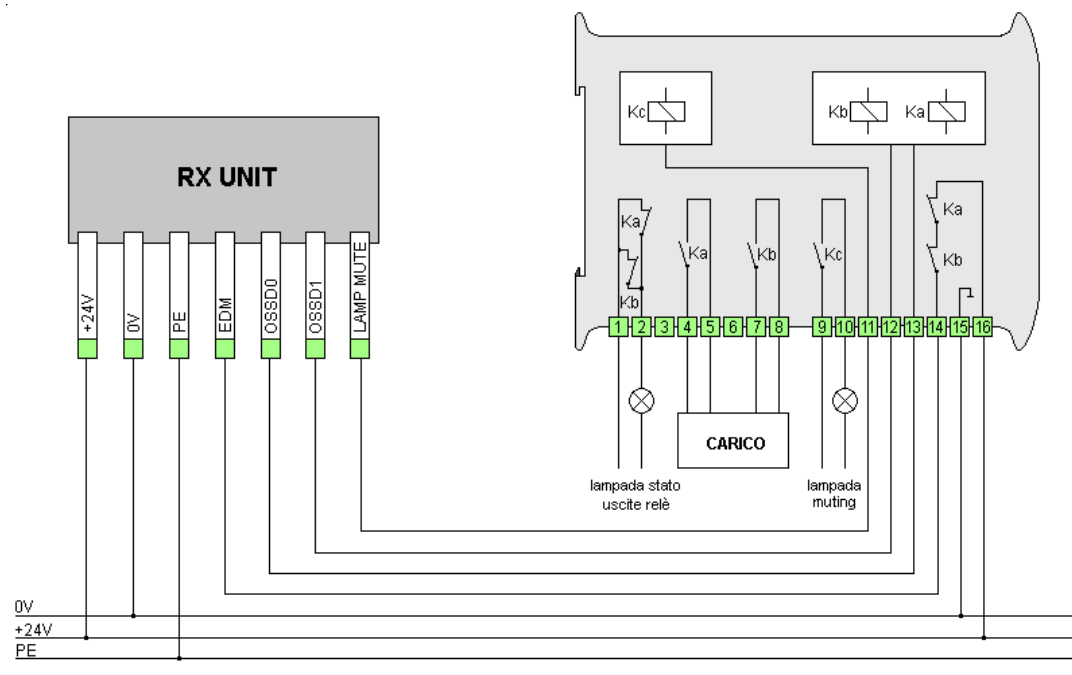 RX UNIT
+24V
0V
PE
EDM
OSSD0
OSSD1
LAMP MUTE
Kc
Kb
Ka
Ka
Kb
Ka
Kb
Kc
Ka
Kb
1 2 3 4 5 6 7 8 9 10 11 12 13 14 15 16
CARICO
lampada stato
uscite relè
lampada
muting
0V
+24V
PE